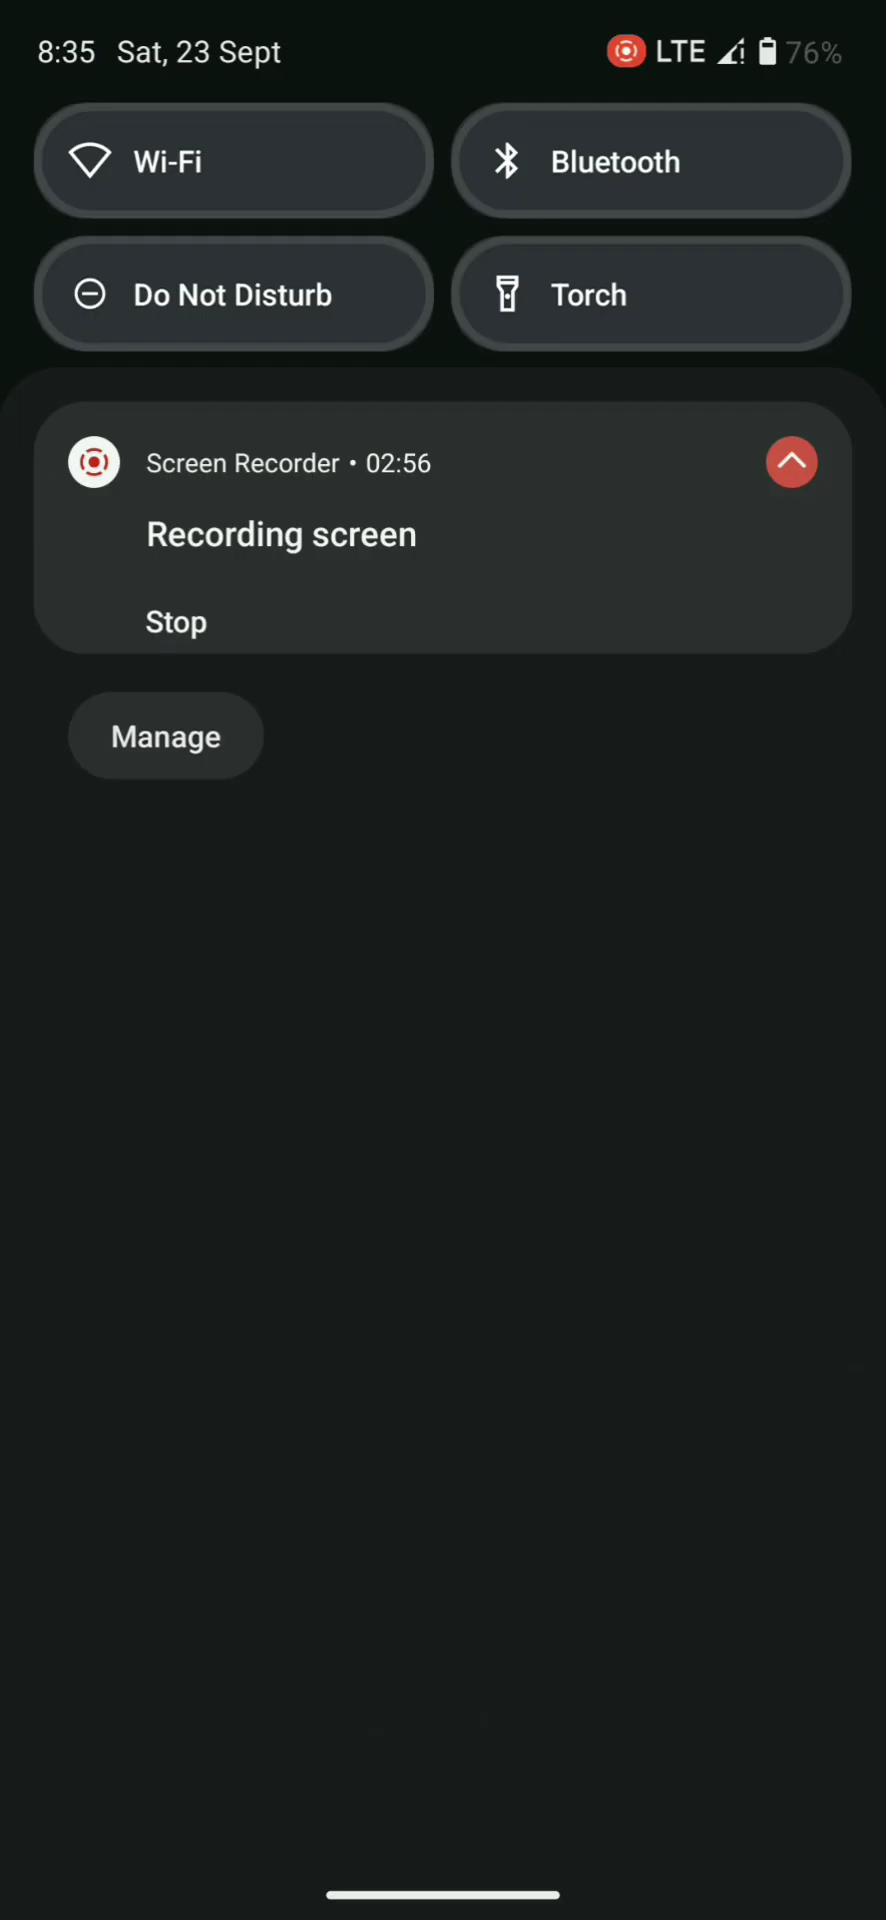 8:35 Sat, 23 Sept LTE 76%
Wi-Fi Bluetooth
Do Not Disturb Torch
Screen Recorder • 02:56
Recording screen
Stop
Manage